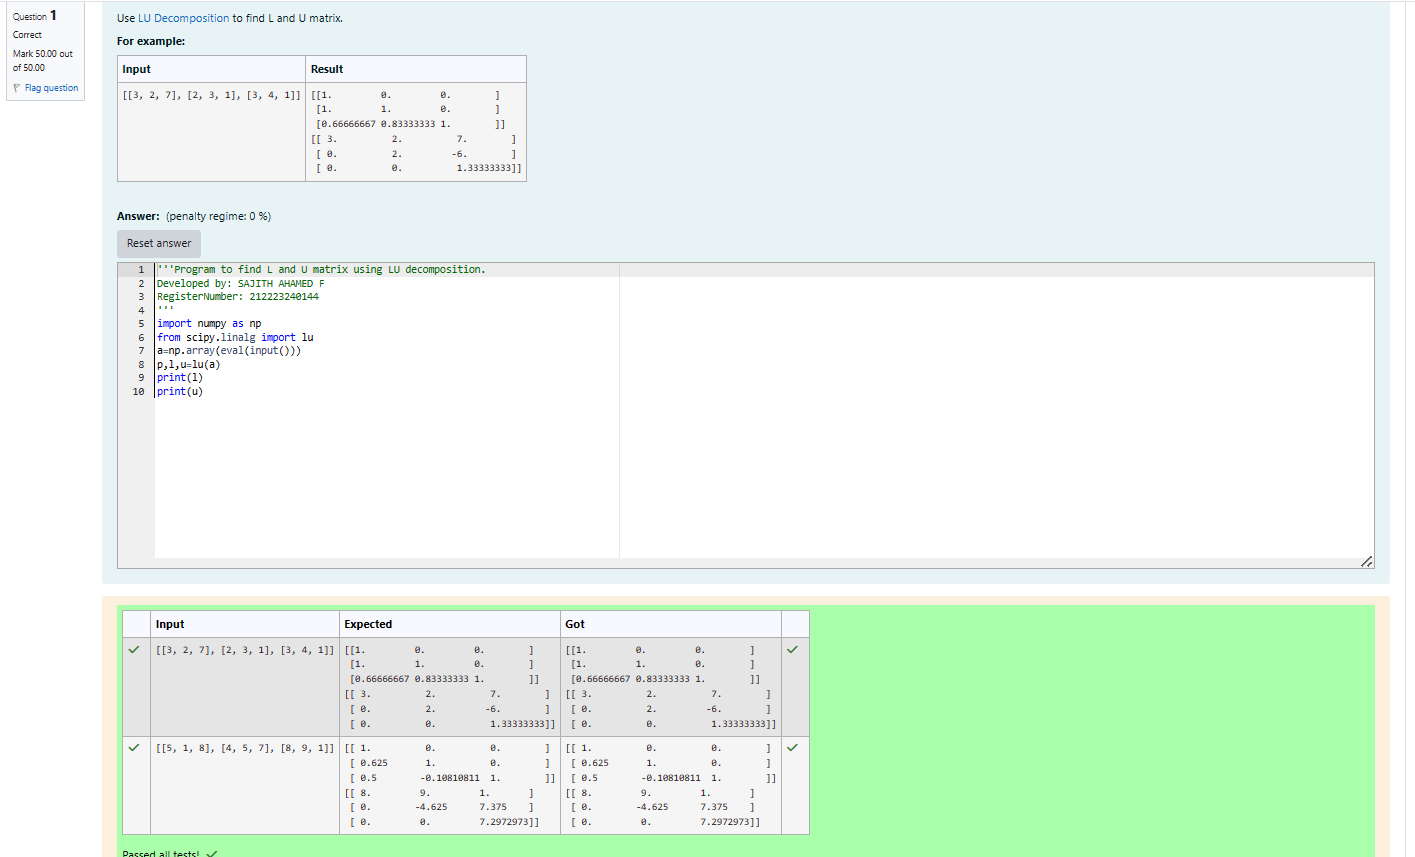 Question 1
Correct
Mark 50.00 out
of 50.00
Flag question
Use LU Decomposition to find L and U matrix.
For example:
Input Result
[[3, 2, 7], [2, 3, 1], [3, 4, 1]] [[1. 0. 0. ]
[1. 1. 0. ]
[0.66666667 0.83333333 1. ]]
[[ 3. 2. 7. ]
[ 0. 2. -6. ]
[ 0. 0. 1.33333333]]
Answer: (penalty regime: 0 %)
Reset answer
1 '''Program to find L and U matrix using LU decomposition.
2 Developed by: SAJITH AHAMED F
3 RegisterNumber: 212223240144
4 '''
5 import numpy as np
6 from scipy.linalg import lu
7 a=np.array(eval(input()))
8 p,l,u=lu(a)
9 print(l)
10 print(u)
Input Expected Got
[[3, 2, 7], [2, 3, 1], [3, 4, 1]] [[1. 0. 0. ] [[1. 0. 0. ]
[1. 1. 0. ] [1. 1. 0. ]
[0.66666667 0.83333333 1. ]] [0.66666667 0.83333333 1. ]]
[[ 3. 2. 7. ] [[ 3. 2. 7. ]
[ 0. 2. -6. ] [ 0. 2. -6. ]
[ 0. 0. 1.33333333]] [ 0. 0. 1.33333333]]
[[5, 1, 8], [4, 5, 7], [8, 9, 1]] [[ 1. 0. 0. ] [[ 1. 0. 0. ]
[ 0.625 1. 0. ] [ 0.625 1. 0. ]
[ 0.5 -0.10810811 1. ]] [ 0.5 -0.10810811 1. ]]
[[ 8. 9. 1. ] [[ 8. 9. 1. ]
[ 0. -4.625 7.375 ] [ 0. -4.625 7.375 ]
[ 0. 0. 7.2972973]] [ 0. 0. 7.2972973]]
Passed all tests!